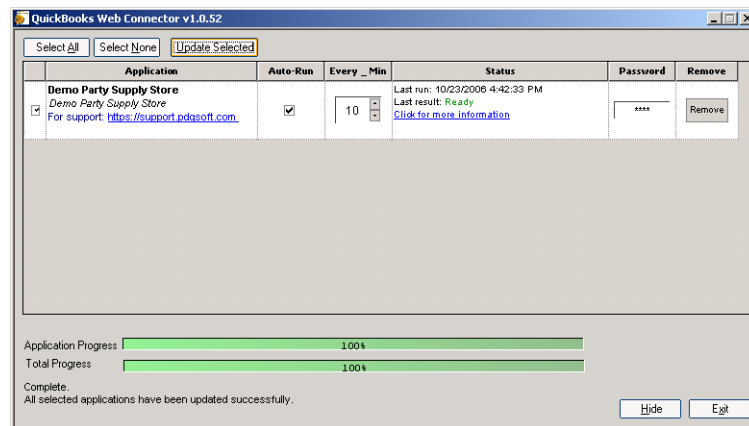 QuickBooks Web Connector v1.0.52
Select All Select None Update Selected
Application Auto-Run Every _ Min Status Password Remove
Demo Party Supply Store
Demo Party Supply Store
For support: https://support.pdqsoft.com
10
Last run: 10/23/2006 4:42:33 PM
Last result: Ready
Click for more information
****
Remove
Application Progress 100%
Total Progress 100%
Complete.
All selected applications have been updated successfully.
Hide Exit